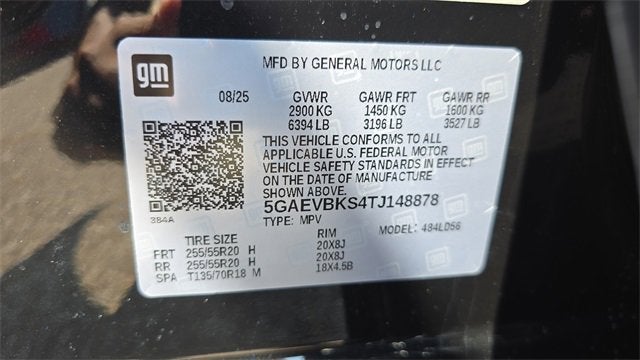 gm
MFD BY GENERAL MOTORS LLC
08/25 GVWR GAWR FRT GAWR RR
2900 KG 1450 KG 1600 KG
6394 LB 3196 LB 3527 LB
THIS VEHICLE CONFORMS TO ALL
APPLICABLE U.S. FEDERAL MOTOR
VEHICLE SAFETY STANDARDS IN EFFECT
ON THE DATE OF MANUFACTURE
SHOWN ABOVE.
384A
5GAEVBKS4TJ148878
TYPE: MPV MODEL: 484LD56
TIRE SIZE RIM
FRT 255/55R20 H 20X8J
RR 255/55R20 H 20X8J
SPA T135/70R18 M 18X4.5B